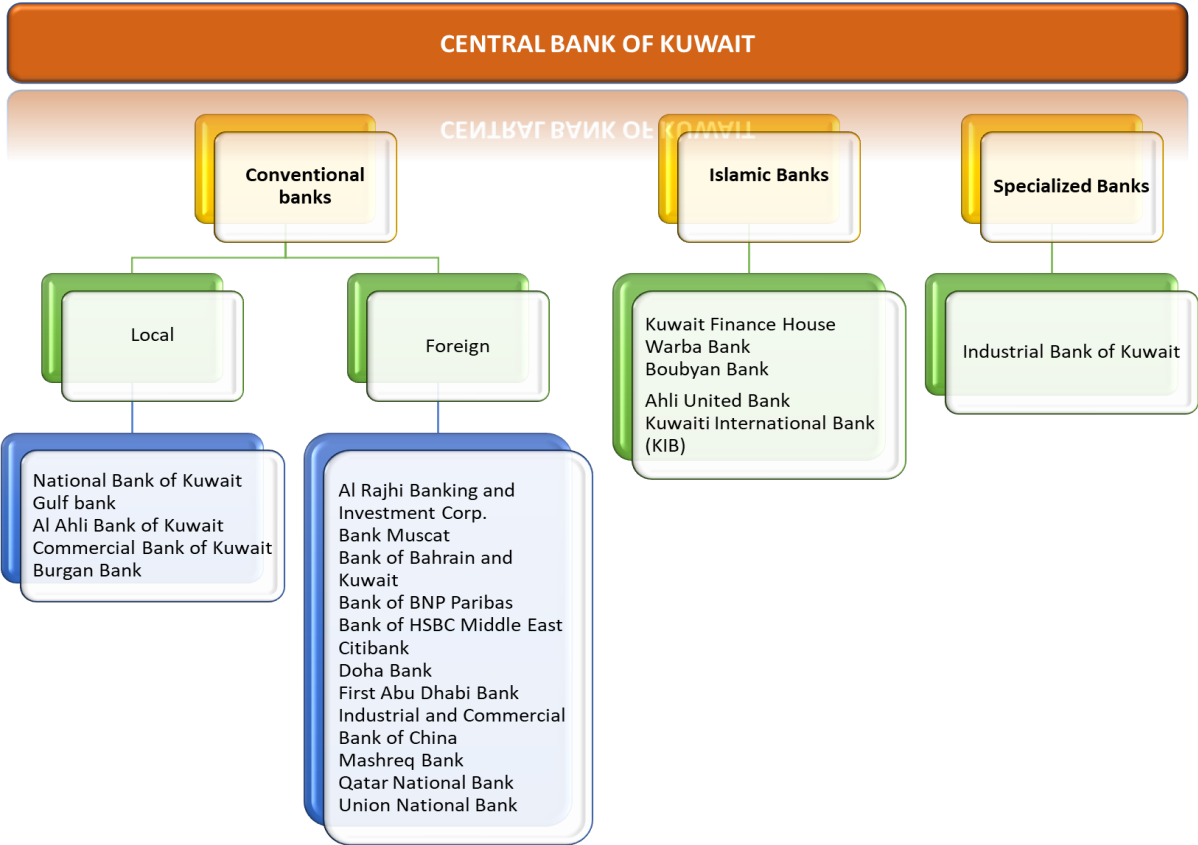 CENTRAL BANK OF KUWAIT
CENTRAL BANK OF KUWAIT
Conventional
banks
Islamic Banks
Specialized Banks
Local
Foreign
Kuwait Finance House
Warba Bank
Boubyan Bank
Ahli United Bank
Kuwaiti International Bank
(KIB)
Industrial Bank of Kuwait
National Bank of Kuwait
Gulf bank
Al Ahli Bank of Kuwait
Commercial Bank of Kuwait
Burgan Bank
Al Rajhi Banking and
Investment Corp.
Bank Muscat
Bank of Bahrain and
Kuwait
Bank of BNP Paribas
Bank of HSBC Middle East
Citibank
Doha Bank
First Abu Dhabi Bank
Industrial and Commercial
Bank of China
Mashreq Bank
Qatar National Bank
Union National Bank